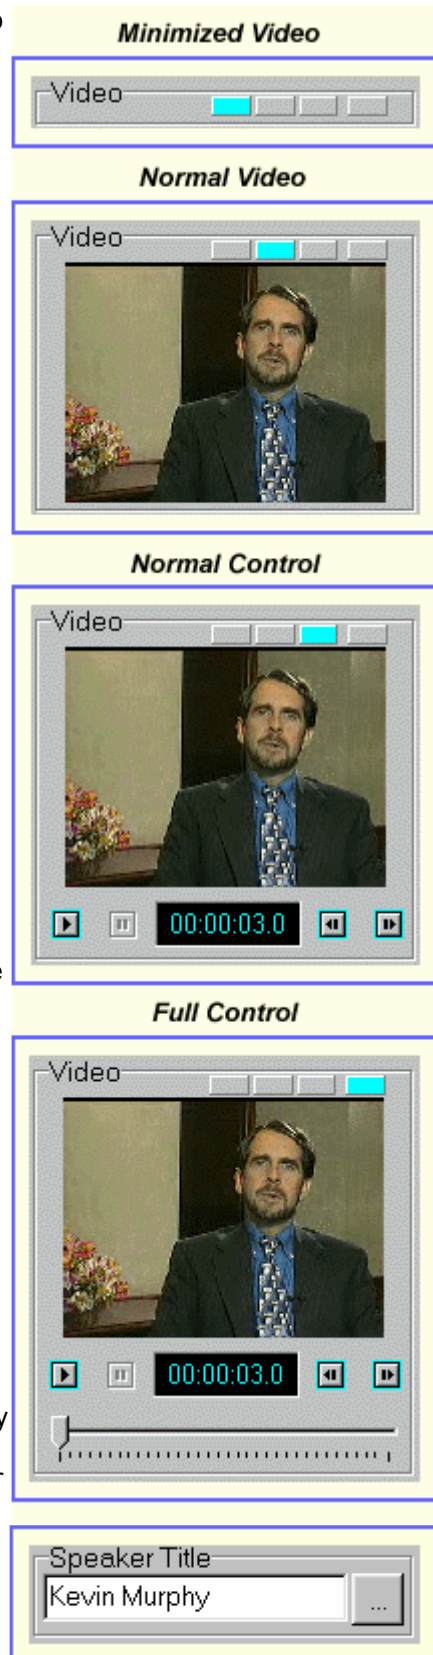 Minimized Video
Video
Normal Video
Video
Normal Control
Video
00:00:03.0
Full Control
Video
00:00:03.0
Speaker Title
Kevin Murphy
...